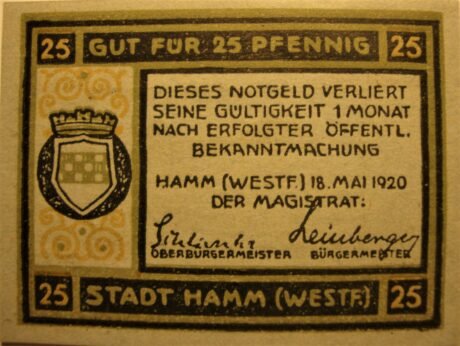 25 GUT FÜR 25 PFENNIG 25
DIESES NOTGELD VERLIERT
SEINE GÜLTIGKEIT 1 MONAT
NACH ERFOLGTER ÖFFENTL.
BEKANNTMACHUNG
HAMM (WESTF.) 18. MAI 1920
DER MAGISTRAT:
OBERBÜRGERMEISTER BÜRGERMEISTER
25 STADT HAMM (WESTF.) 25